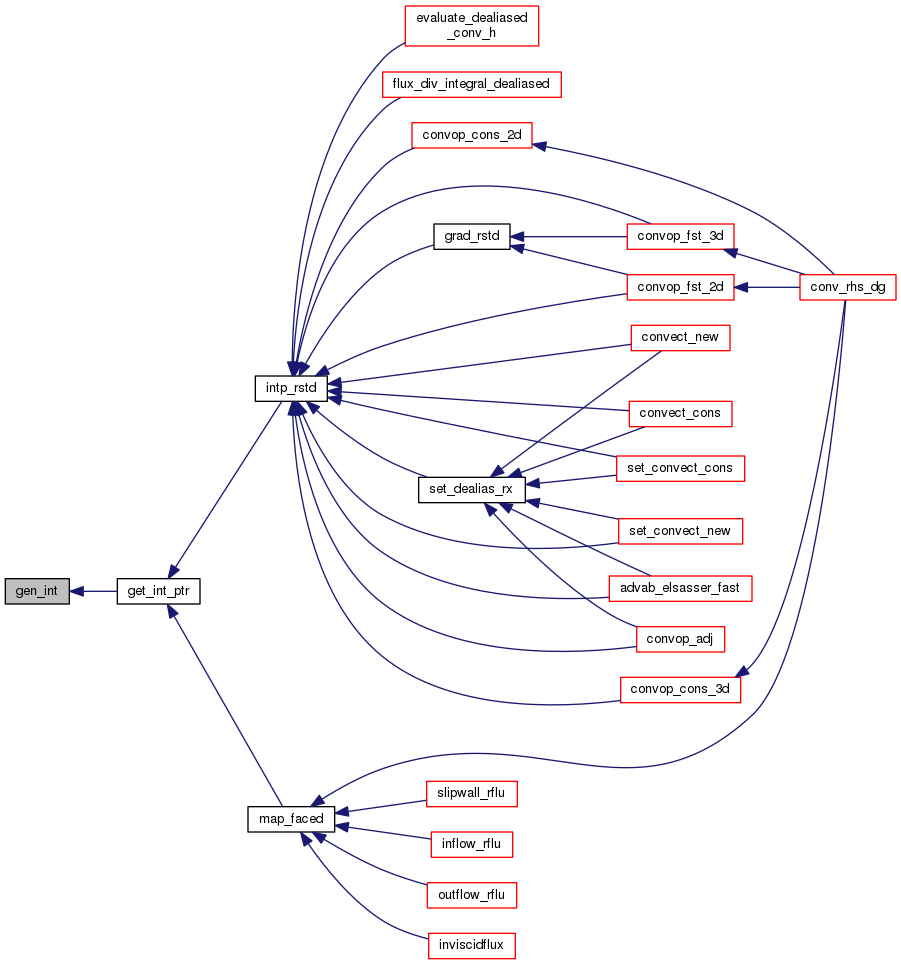 evaluate_dealiased
_conv_h
flux_div_integral_dealiased
convop_cons_2d
grad_rstd
convop_fst_3d
convop_fst_2d
conv_rhs_dg
convect_new
intp_rstd
convect_cons
set_convect_cons
set_dealias_rx
set_convect_new
gen_int
get_int_ptr
advab_elsasser_fast
convop_adj
convop_cons_3d
slipwall_rflu
map_faced
inflow_rflu
outflow_rflu
inviscidflux